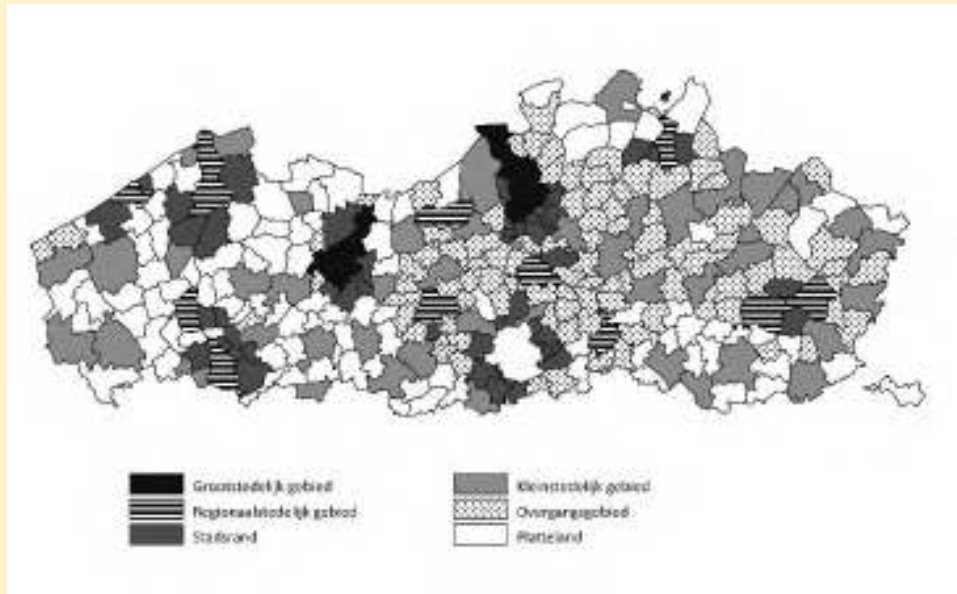 Grootstedelijk gebied
Regionaalstedelijk gebied
Stadsrand
Kleinstedelijk gebied
Overgangsgebied
Platteland